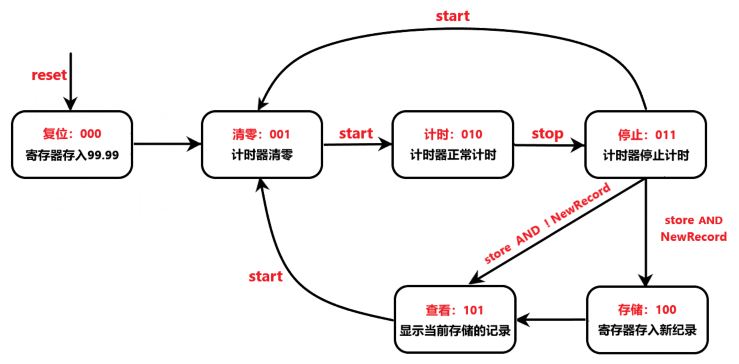 start
reset
复位：000
寄存器存入99.99
清零：001
计时器清零
start
计时：010
计时器正常计时
stop
停止：011
计时器停止计时
store AND ! NewRecord
store AND
NewRecord
start
查看：101
显示当前存储的记录
存储：100
寄存器存入新纪录